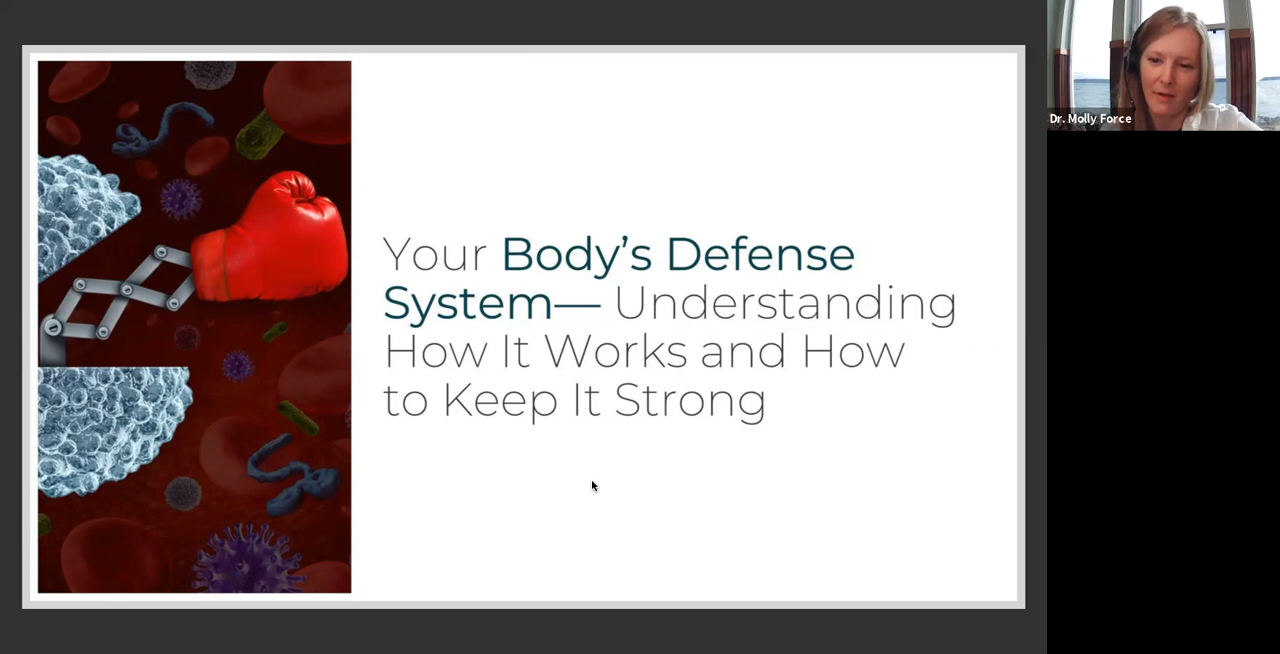 Your Body’s Defense
System— Understanding
How It Works and How
to Keep It Strong
Dr. Molly Force